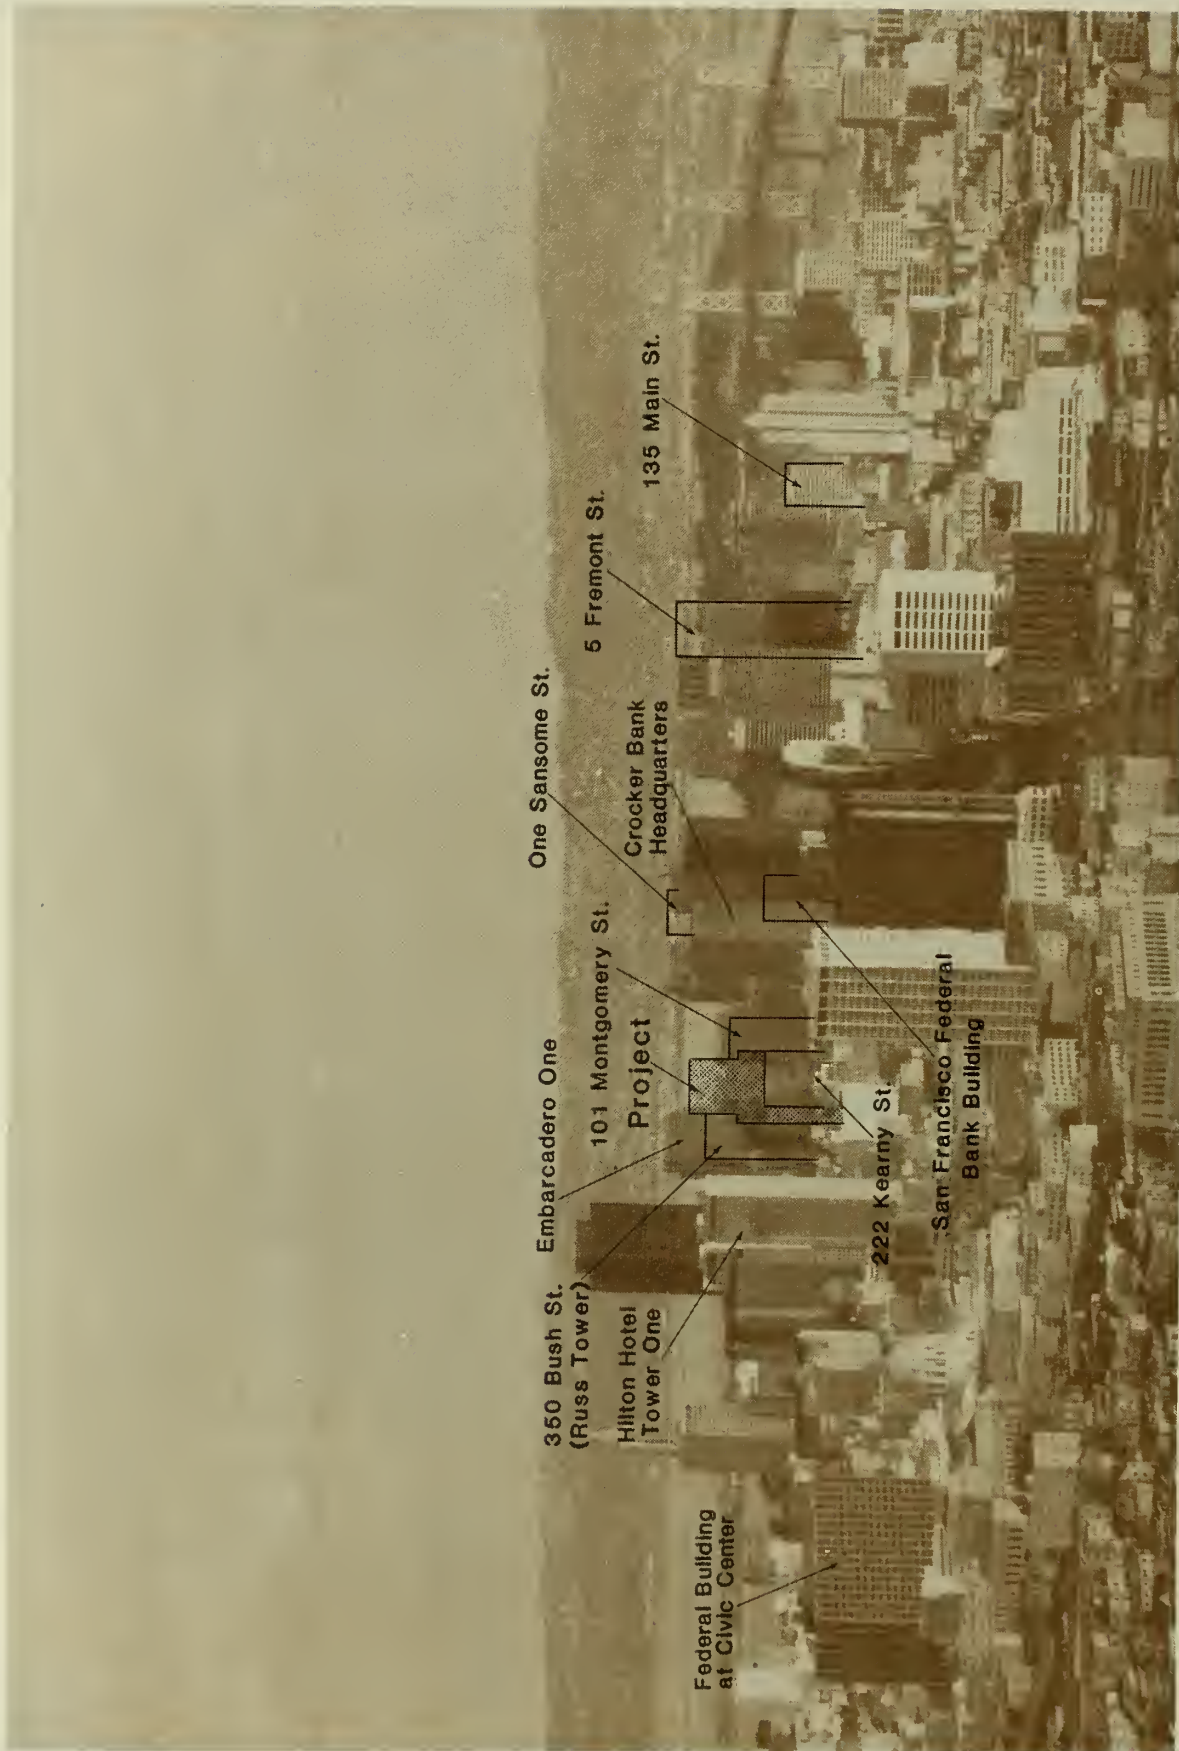 Federal Building
at Civic Center
350 Bush St.
(Russ Tower)
Hilton Hotel
Tower One
Embarcadero One
101 Montgomery St.
Project
222 Kearny St.
San Francisco Federal
Bank Building
One Sansome St.
Crocker Bank
Headquarters
5 Fremont St.
135 Main St.